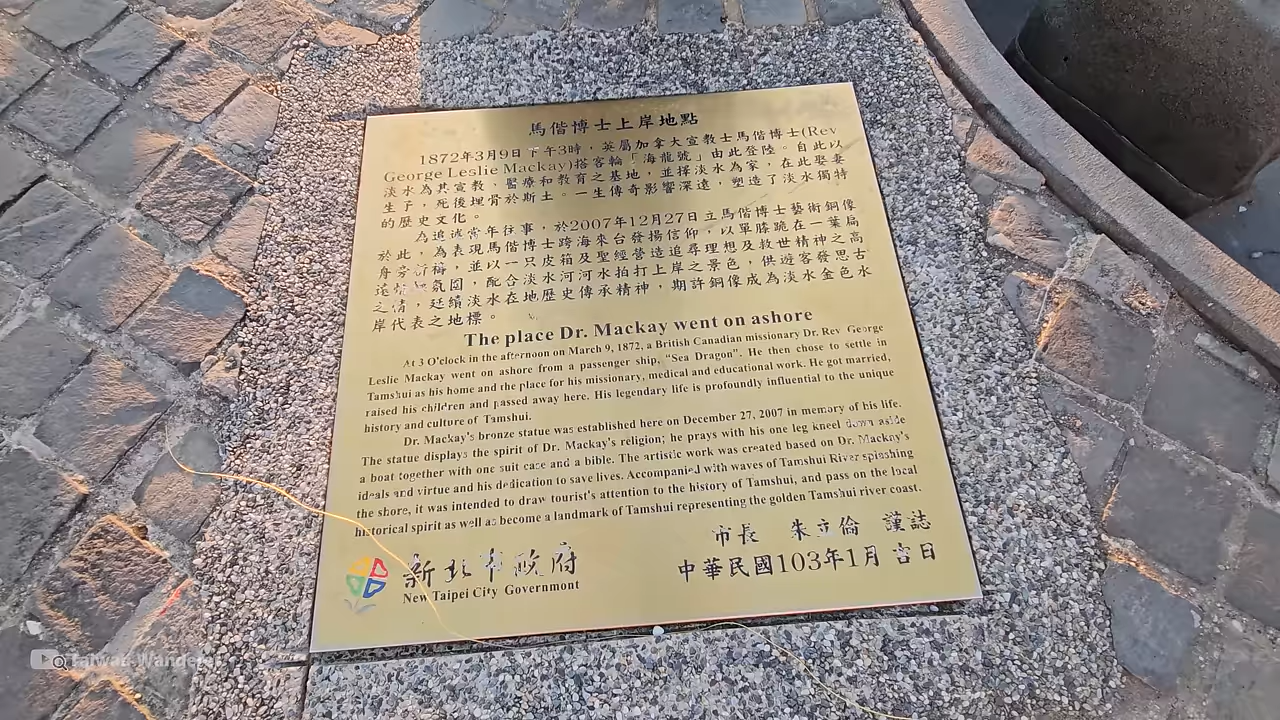 馬偕博士上岸地點
1872年3月9日下午3時，英屬加拿大宣教士馬偕博士(Rev
George Leslie Mackay)搭客輪「海龍號」由此登陸。自此以
淡水為其宣教，醫療和教育之基地，並擇淡水為家，在此娶妻
生子，死後埋骨於斯土。一生傳奇影響深遠，塑造了淡水獨特
的歷史文化。
為追述當年往事，於2007年12月27日立馬偕博士藝術銅像
於此，為表現馬偕博士跨海來台發揚信仰，以單膝跪在一葉扁
舟旁祈禱，並以一只皮箱及聖經營造追尋理想及救世精神之高
氛圍，配合淡水河河水拍打上岸之景色，供遊客發思古
之情，廷續淡水在地歷史傳承精神，期許銅像成為淡水金色水
岸代表之地標。
The place Dr. Mackay went on ashore
At 3 O'clock in the afternoon on March 9, 1872, a British Canadian missionary Dr. Rev George
Leslie Mackay went on ashore from a passenger ship, "Sea Dragon". He then chose to settle in
Tamshui as his home and the place for his missionary, medical and educational work. He got married,
raised his children and passed away here. His legendary life is profoundly influential to the unique
history and culture of Tamshui.
Dr. Mackay's bronze statue was established here on December 27, 2007 in memory of his life.
The statue displays the spirit of Dr. Mackay's religion; he prays with his one leg kneel down aside
a boat together with one suit case and a bible. The artistic work was created based on Dr. Mackay's
ideals and virtue and his dedication to save lives. Accompanied with waves of Tamshui River splashing
the shore, it was intended to draw tourist's attention to the history of Tamshui, and pass on the local
historical spirit as well as become a landmark of Tamshui representing the golden Tamshui river coast.
市長 朱立倫 謹誌
新北市政府
New Taipei City Government
中華民國103年1月吉日
Taiwan Wanderer